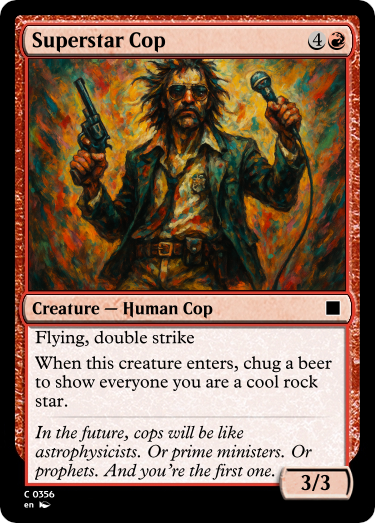 Superstar Cop 4
Creature — Human Cop
Flying, double strike
When this creature enters, chug a beer
to show everyone you are a cool rock
star.
In the future, cops will be like
astrophysicists. Or prime ministers. Or
prophets. And you're the first one.
3/3
C 0356
en